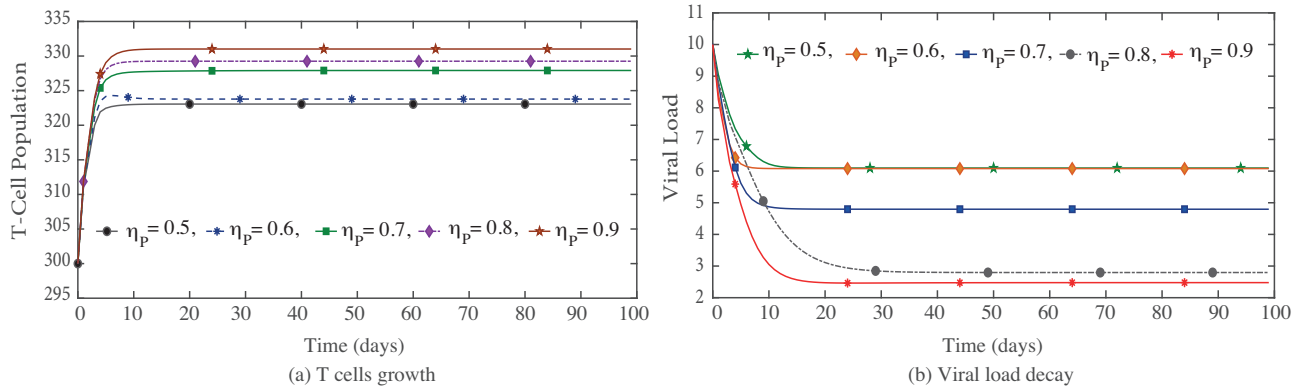 335
330
325
320
315
310
305
300
295
T-Cell Population
η_P = 0.5, η_P = 0.6, η_P = 0.7, η_P = 0.8, η_P = 0.9
0 10 20 30 40 50 60 70 80 90 100
Time (days)
(a) T cells growth
11
10
9
8
7
6
5
4
3
2
Viral Load
η_P = 0.5, η_P = 0.6, η_P = 0.7, η_P = 0.8, η_P = 0.9
0 10 20 30 40 50 60 70 80 90 100
Time (days)
(b) Viral load decay